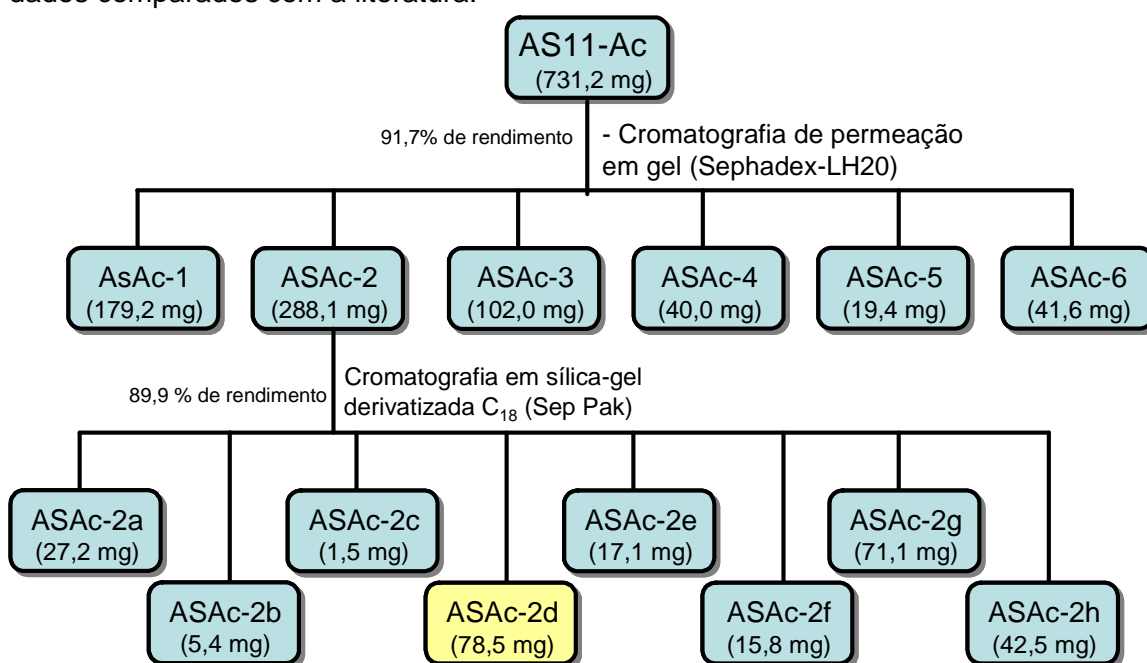 dados comparados com a literatura.
AS11-Ac
(731,2 mg)
91,7% de rendimento
- Cromatografia de permeação
em gel (Sephadex-LH20)
AsAc-1
(179,2 mg)
ASAc-2
(288,1 mg)
ASAc-3
(102,0 mg)
ASAc-4
(40,0 mg)
ASAc-5
(19,4 mg)
ASAc-6
(41,6 mg)
89,9 % de rendimento
Cromatografia em sílica-gel
derivatizada C18 (Sep Pak)
ASAc-2a
(27,2 mg)
ASAc-2c
(1,5 mg)
ASAc-2e
(17,1 mg)
ASAc-2g
(71,1 mg)
ASAc-2b
(5,4 mg)
ASAc-2d
(78,5 mg)
ASAc-2f
(15,8 mg)
ASAc-2h
(42,5 mg)